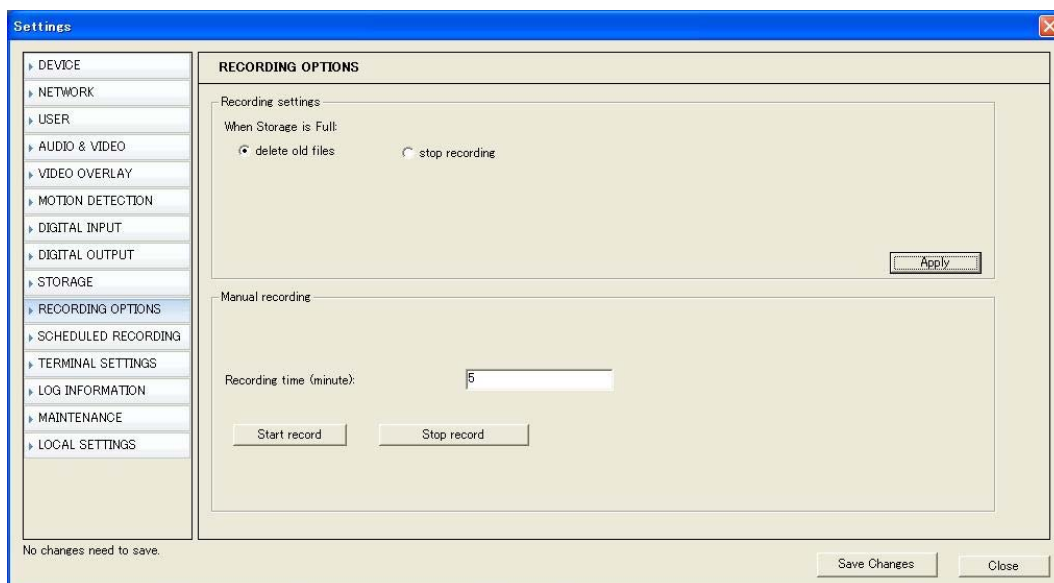 Settings
DEVICE
NETWORK
USER
AUDIO & VIDEO
VIDEO OVERLAY
MOTION DETECTION
DIGITAL INPUT
DIGITAL OUTPUT
STORAGE
RECORDING OPTIONS
SCHEDULED RECORDING
TERMINAL SETTINGS
LOG INFORMATION
MAINTENANCE
LOCAL SETTINGS
RECORDING OPTIONS
Recording settings
When Storage is Full:
delete old files
stop recording
Apply
Manual recording
Recording time (minute):
5
Start record
Stop record
No changes need to save.
Save Changes
Close